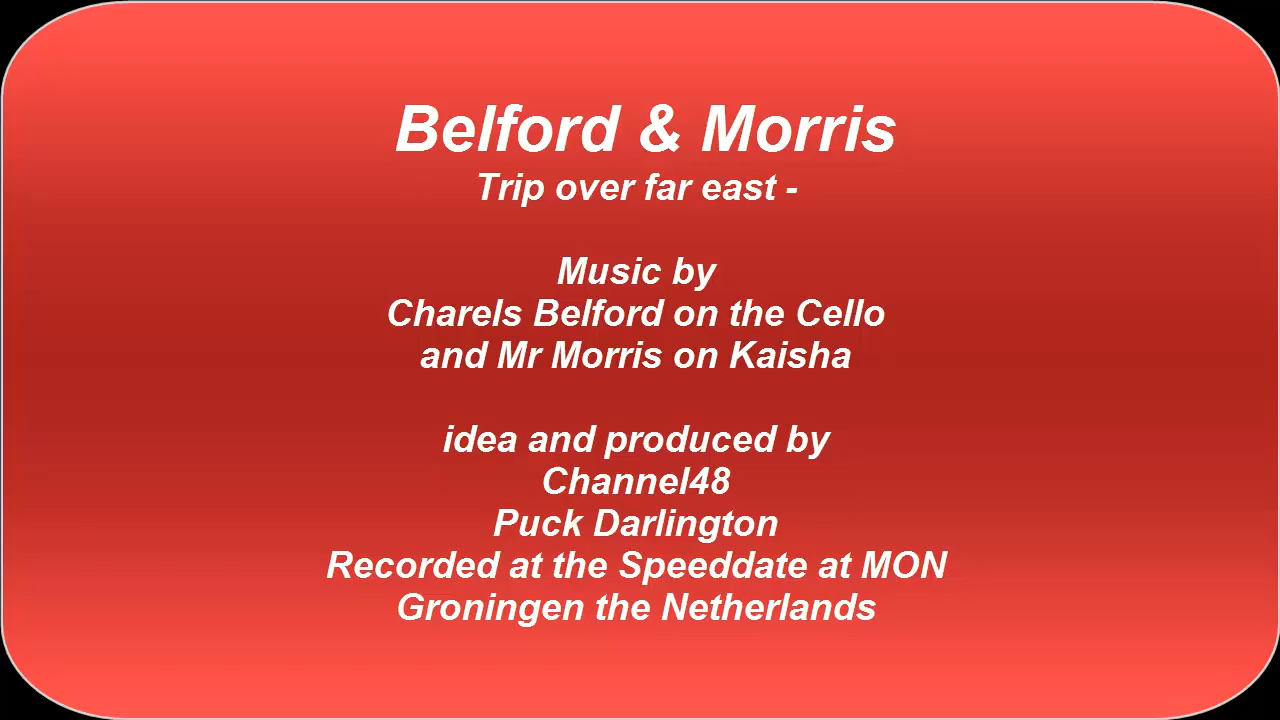 Belford & Morris
Trip over far east -
Music by
Charels Belford on the Cello
and Mr Morris on Kaisha
idea and produced by
Channel48
Puck Darlington
Recorded at the Speeddate at MON
Groningen the Netherlands